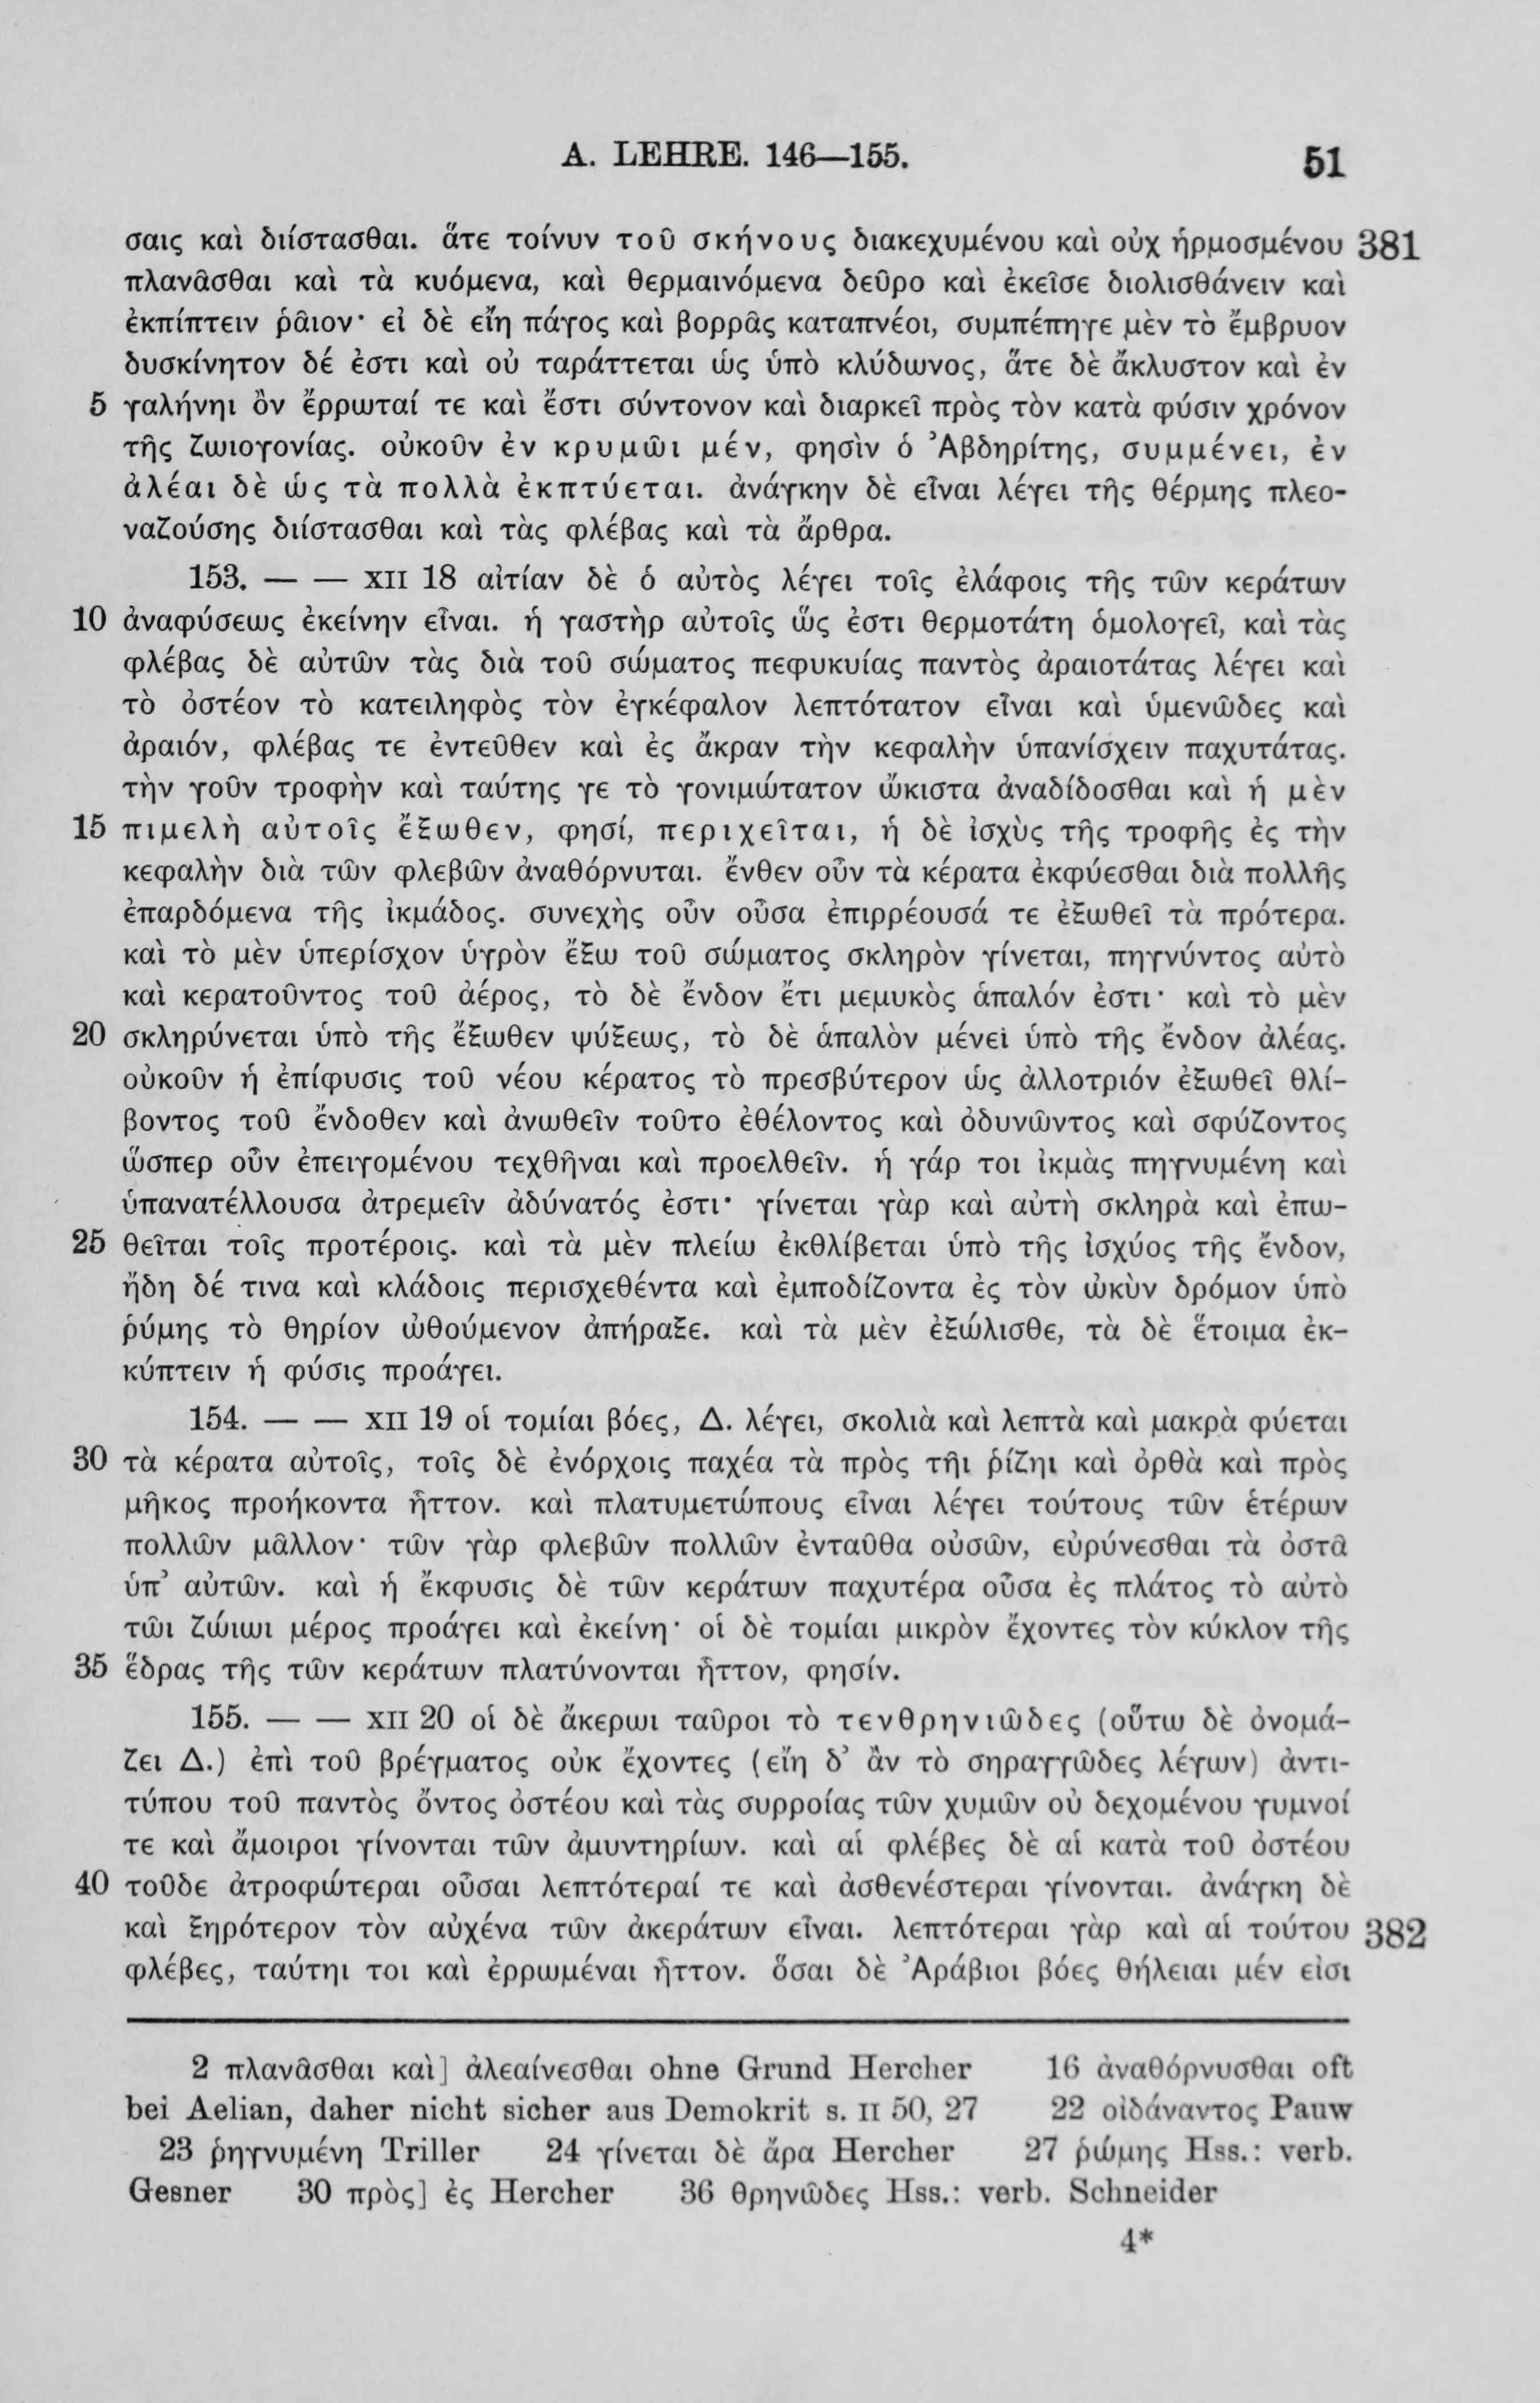 A. LEHRE. 146—155. 51
σαις καὶ διίστασθαι. ἅτε τοίνυν τοῦ σκήνους διακεχυμένου καὶ οὐχ ἡρμοσμένου 381
πλανᾶσθαι καὶ τὰ κυόμενα, καὶ θερμαινόμενα δεῦρο καὶ ἐκεῖσε διολισθάνειν καὶ
ἐκπίπτειν ῥᾶιον· εἰ δὲ εἴη πάγος καὶ βορρᾶς καταπνέοι, συμπέπηγε μὲν τὸ ἔμβρυον
δυσκίνητον δέ ἐστι καὶ οὐ ταράττεται ὡς ὑπὸ κλύδωνος, ἅτε δὲ ἄκλυστον καὶ ἐν
5 γαλήνηι ὂν ἔρρωταί τε καὶ ἔστι σύντονον καὶ διαρκεῖ πρὸς τὸν κατὰ φύσιν χρόνον
τῆς ζωιογονίας. οὐκοῦν ἐν κρυμῶι μέν, φησὶν ὁ Ἀβδηρίτης, συμμένει, ἐν
ἀλέαι δὲ ὡς τὰ πολλὰ ἐκπτύεται. ἀνάγκην δὲ εἶναι λέγει τῆς θέρμης πλεο-
ναζούσης διίστασθαι καὶ τὰς φλέβας καὶ τὰ ἄρθρα.
153. — — XII 18 αἰτίαν δὲ ὁ αὐτὸς λέγει τοῖς ἐλάφοις τῆς τῶν κεράτων
10 ἀναφύσεως ἐκείνην εἶναι. ἡ γαστὴρ αὐτοῖς ὥς ἐστι θερμοτάτη ὁμολογεῖ, καὶ τὰς
φλέβας δὲ αὐτῶν τὰς διὰ τοῦ σώματος πεφυκυίας παντὸς ἀραιοτάτας λέγει καὶ
τὸ ὀστέον τὸ κατειληφὸς τὸν ἐγκέφαλον λεπτότατον εἶναι καὶ ὑμενῶδες καὶ
ἀραιόν, φλέβας τε ἐντεῦθεν καὶ ἐς ἄκραν τὴν κεφαλὴν ὑπανίσχειν παχυτάτας.
τὴν γοῦν τροφὴν καὶ ταύτης γε τὸ γονιμώτατον ὤκιστα ἀναδίδοσθαι καὶ ἡ μὲν
15 πιμελὴ αὐτοῖς ἔξωθεν, φησί, περιχεῖται, ἡ δὲ ἰσχὺς τῆς τροφῆς ἐς τὴν
κεφαλὴν διὰ τῶν φλεβῶν ἀναθόρνυται. ἔνθεν οὖν τὰ κέρατα ἐκφύεσθαι διὰ πολλῆς
ἐπαρδόμενα τῆς ἰκμάδος. συνεχὴς οὖν οὖσα ἐπιρρέουσά τε ἐξωθεῖ τὰ πρότερα.
καὶ τὸ μὲν ὑπερίσχον ὑγρὸν ἔξω τοῦ σώματος σκληρὸν γίνεται, πηγνύντος αὐτὸ
καὶ κερατοῦντος τοῦ ἀέρος, τὸ δὲ ἔνδον ἔτι μεμυκὸς ἁπαλόν ἐστι· καὶ τὸ μὲν
20 σκληρύνεται ὑπὸ τῆς ἔξωθεν ψύξεως, τὸ δὲ ἁπαλὸν μένει ὑπὸ τῆς ἔνδον ἀλέας.
οὐκοῦν ἡ ἐπίφυσις τοῦ νέου κέρατος τὸ πρεσβύτερον ὡς ἀλλοτριόν ἐξωθεῖ θλί-
βοντος τοῦ ἔνδοθεν καὶ ἀνωθεῖν τοῦτο ἐθέλοντος καὶ ὀδυνῶντος καὶ σφύζοντος
ὥσπερ οὖν ἐπειγομένου τεχθῆναι καὶ προελθεῖν. ἡ γάρ τοι ἰκμὰς πηγνυμένη καὶ
ὑπανατέλλουσα ἀτρεμεῖν ἀδύνατός ἐστι· γίνεται γὰρ καὶ αὐτὴ σκληρὰ καὶ ἐπω-
25 θεῖται τοῖς προτέροις. καὶ τὰ μὲν πλείω ἐκθλίβεται ὑπὸ τῆς ἰσχύος τῆς ἔνδον,
ἤδη δέ τινα καὶ κλάδοις περισχεθέντα καὶ ἐμποδίζοντα ἐς τὸν ὠκὺν δρόμον ὑπὸ
ῥύμης τὸ θηρίον ὠθούμενον ἀπήραξε. καὶ τὰ μὲν ἐξώλισθε, τὰ δὲ ἕτοιμα ἐκ-
κύπτειν ἡ φύσις προάγει.
154. — — XII 19 οἱ τομίαι βόες, Δ. λέγει, σκολιὰ καὶ λεπτὰ καὶ μακρὰ φύεται
30 τὰ κέρατα αὐτοῖς, τοῖς δὲ ἐνόρχοις παχέα τὰ πρὸς τῆι ῥίζηι καὶ ὀρθὰ καὶ πρὸς
μῆκος προήκοντα ἧττον. καὶ πλατυμετώπους εἶναι λέγει τούτους τῶν ἑτέρων
πολλῶν μᾶλλον· τῶν γὰρ φλεβῶν πολλῶν ἐνταῦθα οὐσῶν, εὐρύνεσθαι τὰ ὀστᾶ
ὑπ’ αὐτῶν. καὶ ἡ ἔκφυσις δὲ τῶν κεράτων παχυτέρα οὖσα ἐς πλάτος τὸ αὐτὸ
τῶι ζώιωι μέρος προάγει καὶ ἐκείνη· οἱ δὲ τομίαι μικρὸν ἔχοντες τὸν κύκλον τῆς
35 ἕδρας τῆς τῶν κεράτων πλατύνονται ἧττον, φησίν.
155. — — XII 20 οἱ δὲ ἄκερωι ταῦροι τὸ τενθρηνιῶδες (οὕτω δὲ ὀνομά-
ζει Δ.) ἐπὶ τοῦ βρέγματος οὐκ ἔχοντες (εἴη δ’ ἂν τὸ σηραγγῶδες λέγων) ἀντι-
τύπου τοῦ παντὸς ὄντος ὀστέου καὶ τὰς συρροίας τῶν χυμῶν οὐ δεχομένου γυμνοί
τε καὶ ἄμοιροι γίνονται τῶν ἀμυντηρίων. καὶ αἱ φλέβες δὲ αἱ κατὰ τοῦ ὀστέου
40 τοῦδε ἀτροφώτεραι οὖσαι λεπτότεραί τε καὶ ἀσθενέστεραι γίνονται. ἀνάγκη δὲ
καὶ ξηρότερον τὸν αὐχένα τῶν ἀκεράτων εἶναι. λεπτότεραι γὰρ καὶ αἱ τούτου 382
φλέβες, ταύτηι τοι καὶ ἐρρωμέναι ἧττον. ὅσαι δὲ Ἀράβιοι βόες θήλειαι μέν εἰσι
2 πλανᾶσθαι καὶ] ἀλεαίνεσθαι ohne Grund Hercher 16 ἀναθόρνυσθαι oft
bei Aelian, daher nicht sicher aus Demokrit s. II 50, 27 22 οἰδάναντος Pauw
23 ῥηγνυμένη Triller 24 γίνεται δὲ ἄρα Hercher 27 ῥώμης Hss.: verb.
Gesner 30 πρὸς] ἐς Hercher 36 θρηνῶδες Hss.: verb. Schneider
4*